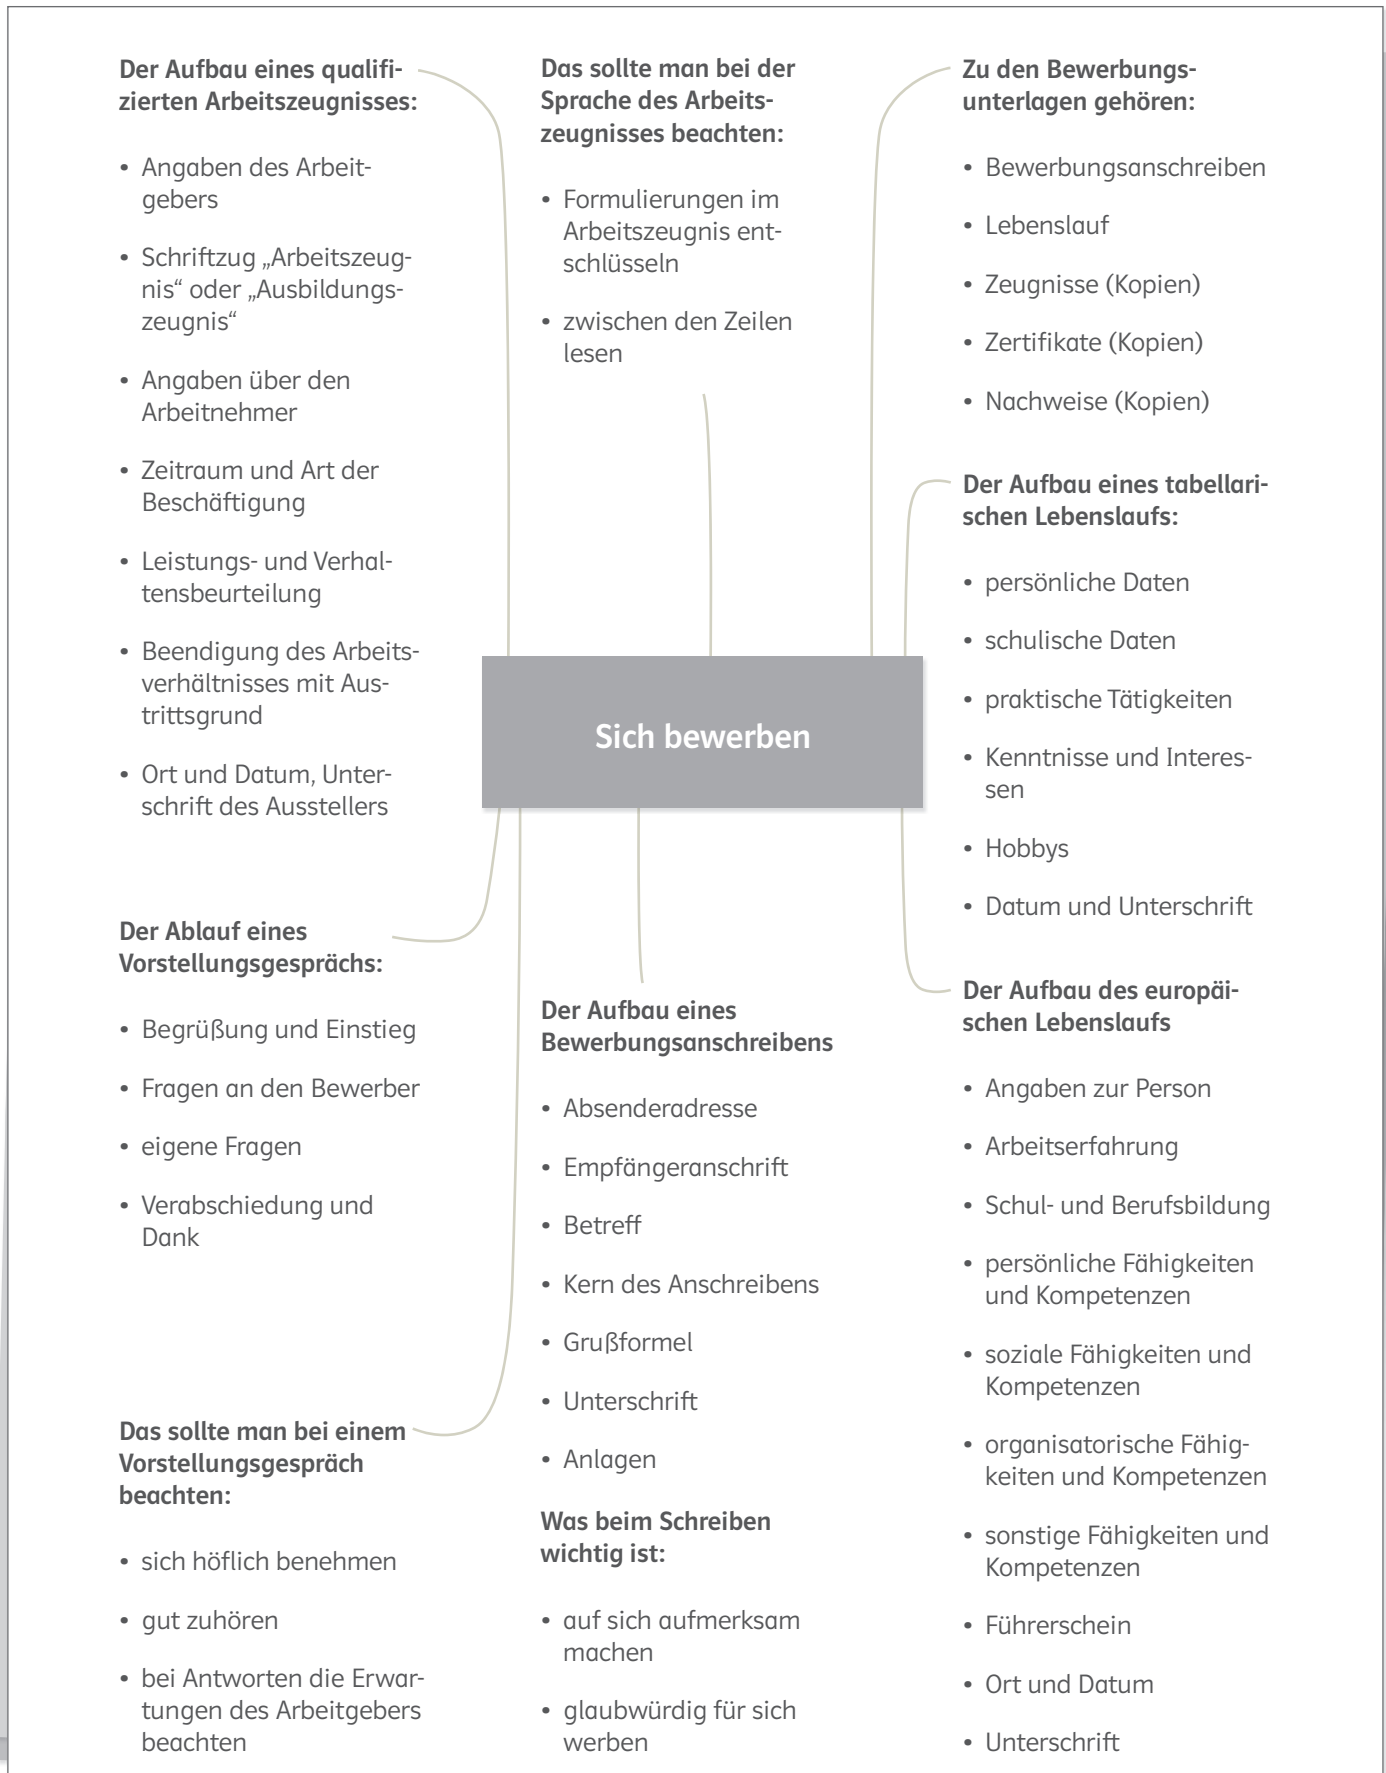 Der Aufbau eines qualifi-
zierten Arbeitszeugnisses:
• Angaben des Arbeit-
gebers
• Schriftzug „Arbeitszeug-
nis“ oder „Ausbildungs-
zeugnis“
• Angaben über den
Arbeitnehmer
• Zeitraum und Art der
Beschäftigung
• Leistungs- und Verhal-
tensbeurteilung
• Beendigung des Arbeits-
verhältnisses mit Aus-
trittsgrund
• Ort und Datum, Unter-
schrift des Ausstellers
Der Ablauf eines
Vorstellungsgesprächs:
• Begrüßung und Einstieg
• Fragen an den Bewerber
• eigene Fragen
• Verabschiedung und
Dank
Das sollte man bei einem
Vorstellungsgespräch
beachten:
• sich höflich benehmen
• gut zuhören
• bei Antworten die Erwar-
tungen des Arbeitgebers
beachten
Das sollte man bei der
Sprache des Arbeits-
zeugnisses beachten:
• Formulierungen im
Arbeitszeugnis ent-
schlüsseln
• zwischen den Zeilen
lesen
Sich bewerben
Der Aufbau eines
Bewerbungsanschreibens
• Absenderadresse
• Empfängeranschrift
• Betreff
• Kern des Anschreibens
• Grußformel
• Unterschrift
• Anlagen
Was beim Schreiben
wichtig ist:
• auf sich aufmerksam
machen
• glaubwürdig für sich
werben
Zu den Bewerbungs-
unterlagen gehören:
• Bewerbungsanschreiben
• Lebenslauf
• Zeugnisse (Kopien)
• Zertifikate (Kopien)
• Nachweise (Kopien)
Der Aufbau eines tabellari-
schen Lebenslaufs:
• persönliche Daten
• schulische Daten
• praktische Tätigkeiten
• Kenntnisse und Interes-
sen
• Hobbys
• Datum und Unterschrift
Der Aufbau des europäi-
schen Lebenslaufs
• Angaben zur Person
• Arbeitserfahrung
• Schul- und Berufsbildung
• persönliche Fähigkeiten
und Kompetenzen
• soziale Fähigkeiten und
Kompetenzen
• organisatorische Fähig-
keiten und Kompetenzen
• sonstige Fähigkeiten und
Kompetenzen
• Führerschein
• Ort und Datum
• Unterschrift